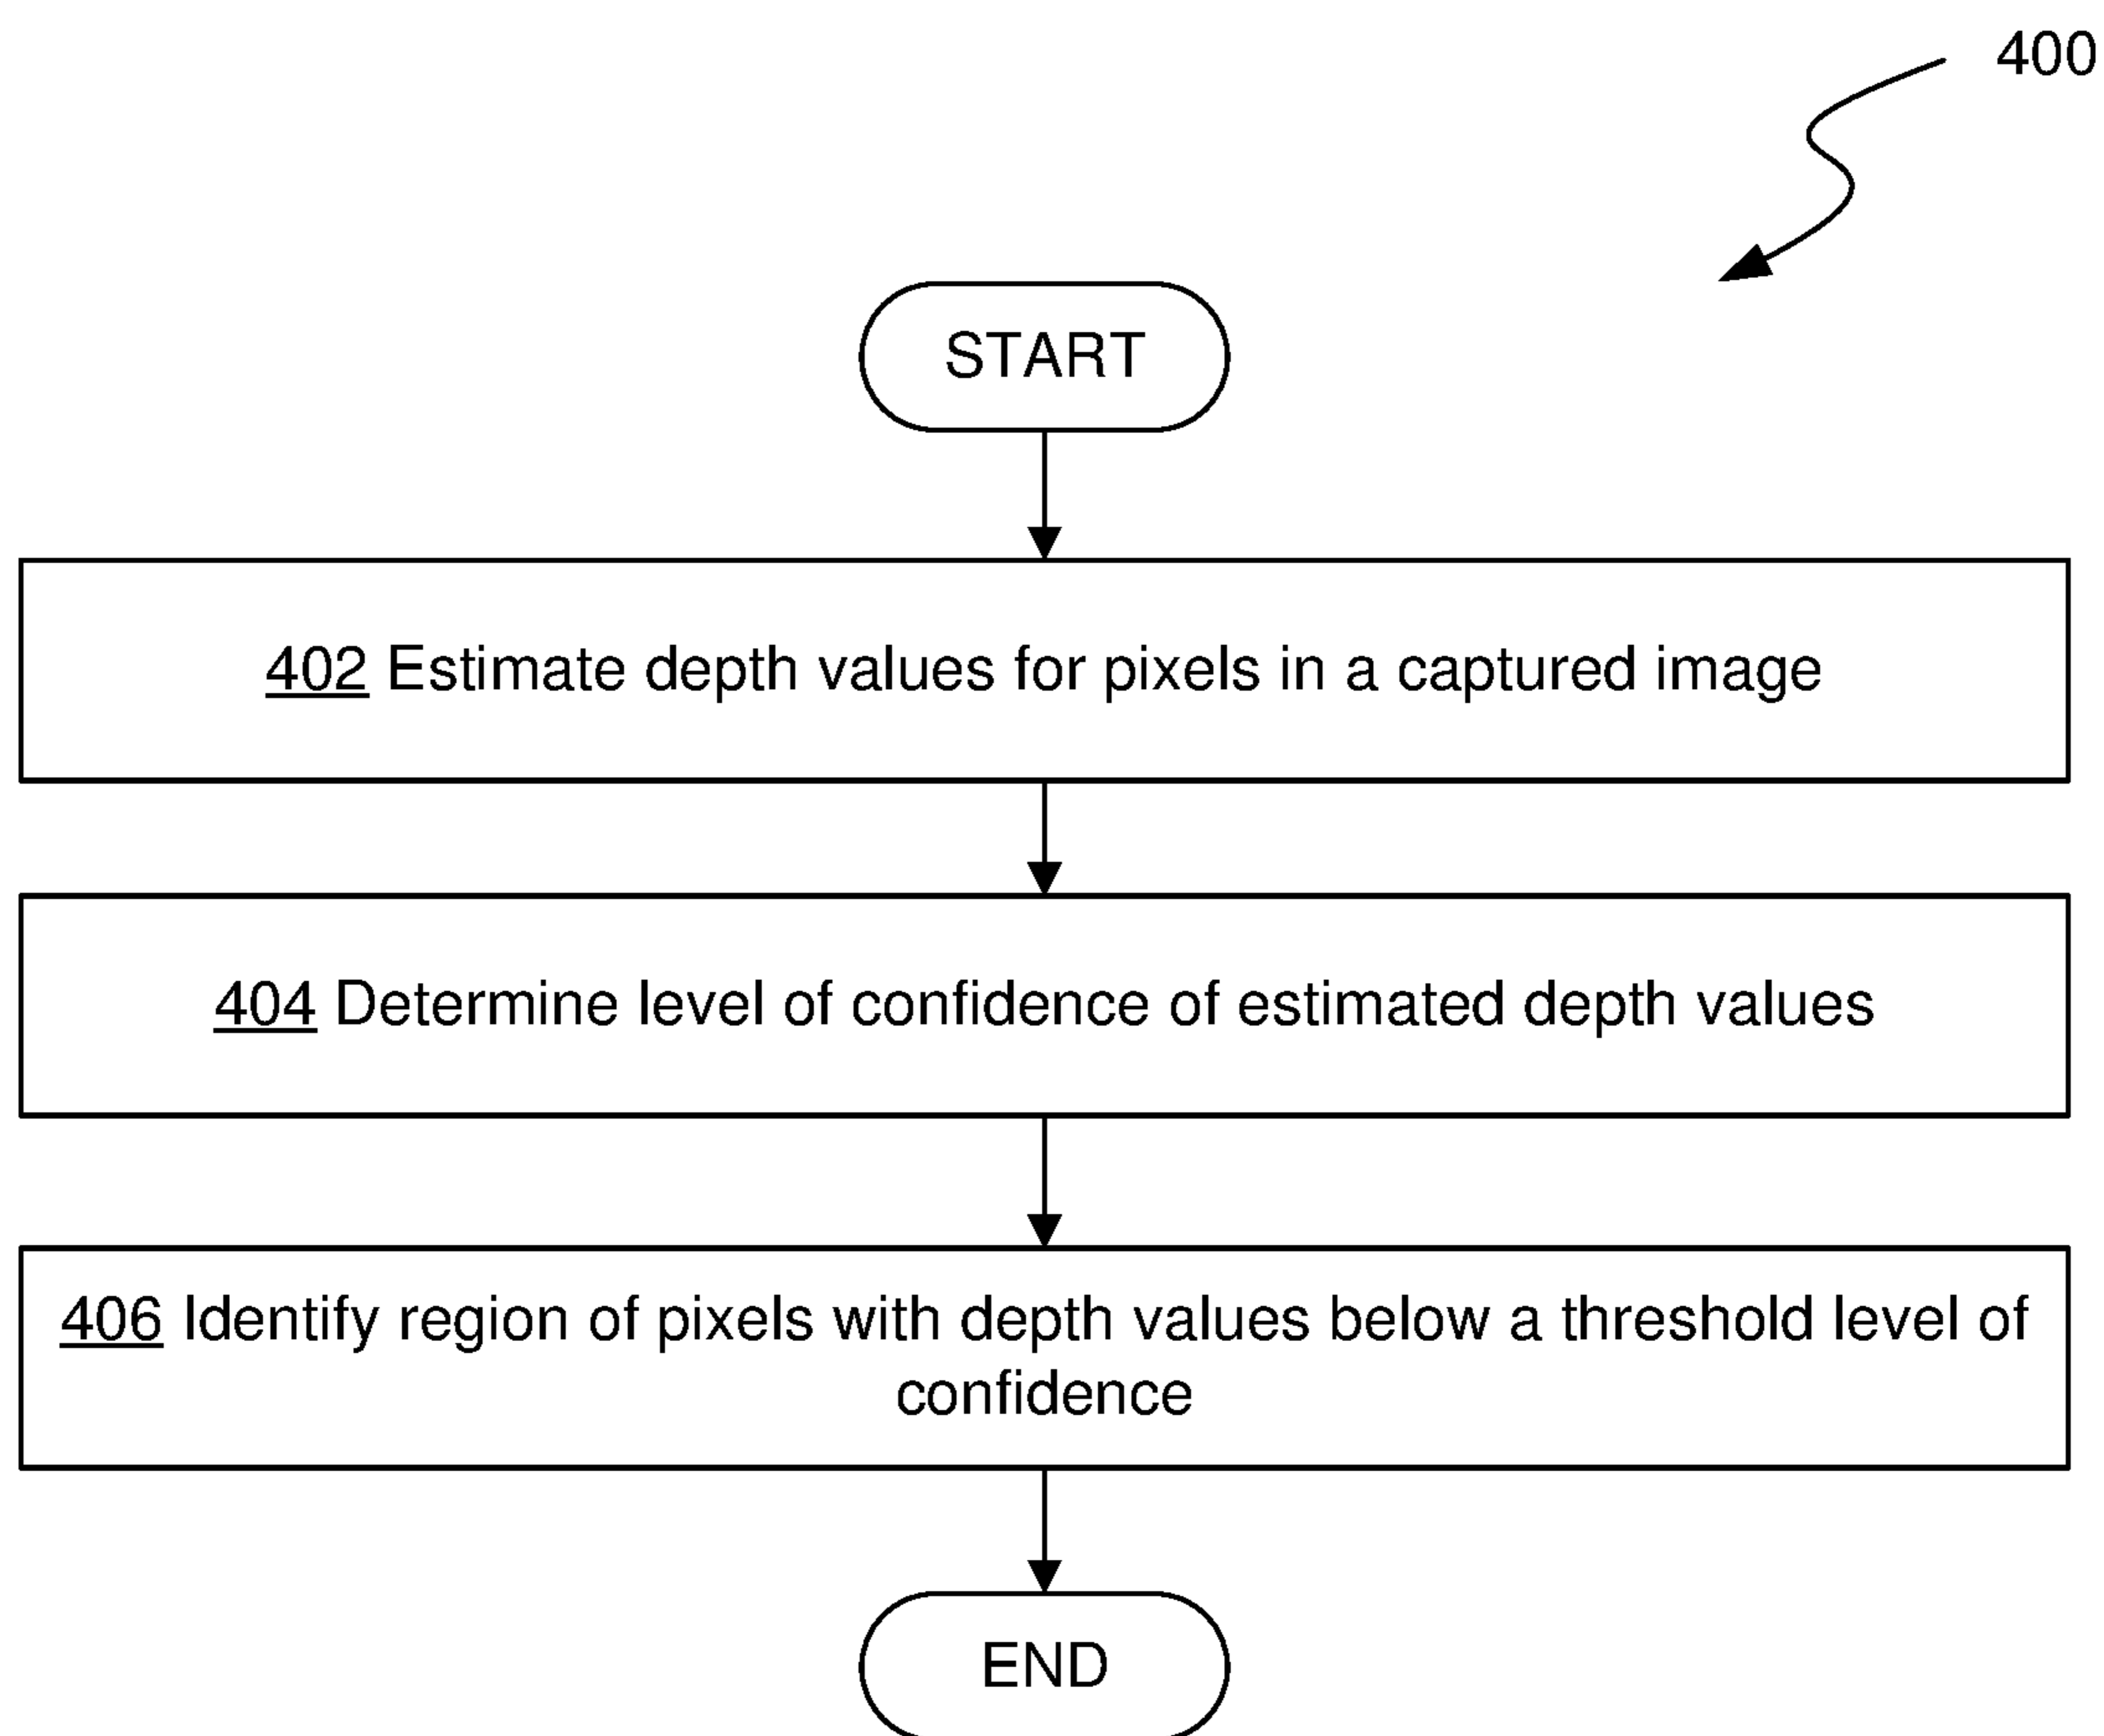 400
START
402 Estimate depth values for pixels in a captured image
404 Determine level of confidence of estimated depth values
406 Identify region of pixels with depth values below a threshold level of
confidence
END